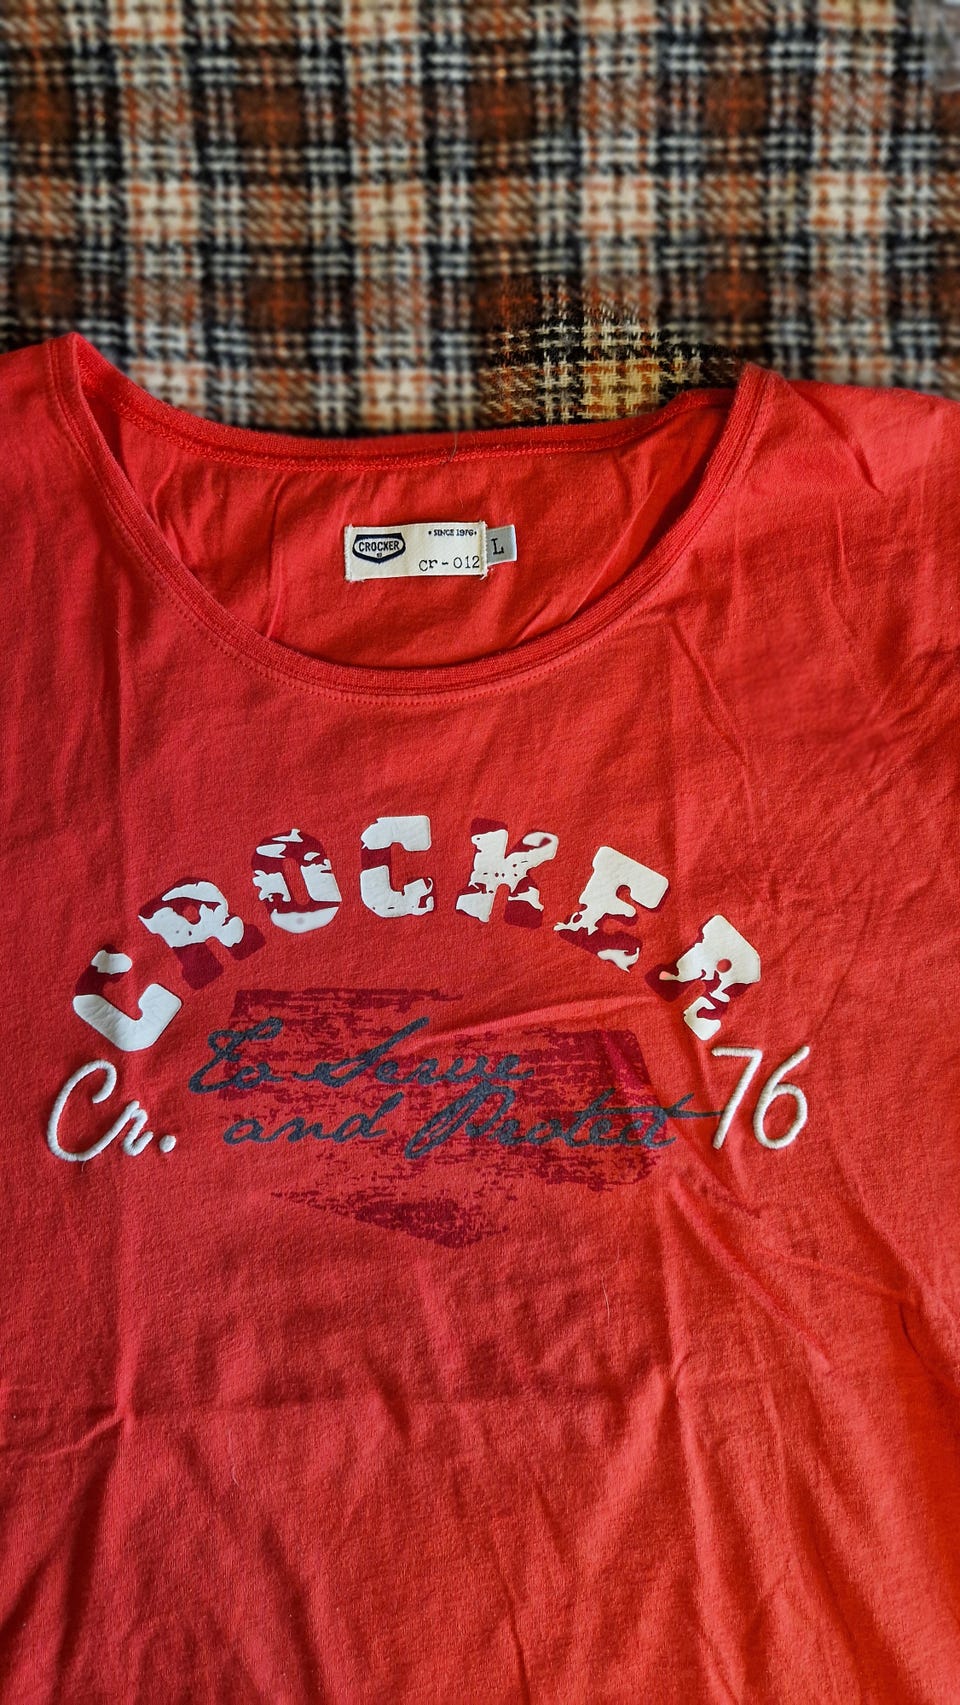 CROCKER
• SINCE 1976 •
cr-012
L
CROCKER
To Serve
and Protect
Cr. 76